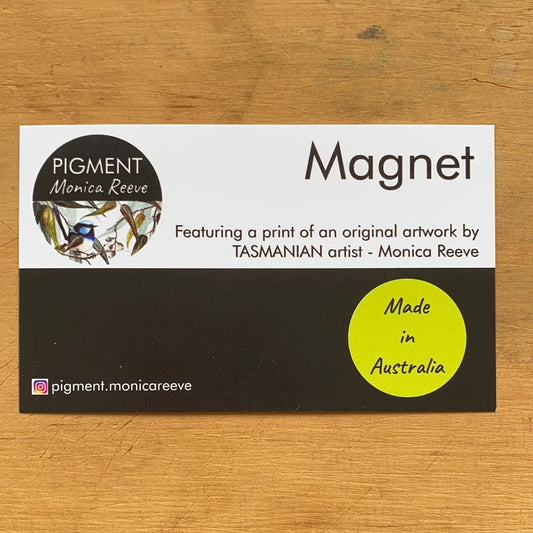 PIGMENT
Monica Reeve
Magnet
Featuring a print of an original artwork by
TASMANIAN artist - Monica Reeve
Made
in
Australia
pigment.monicareeve